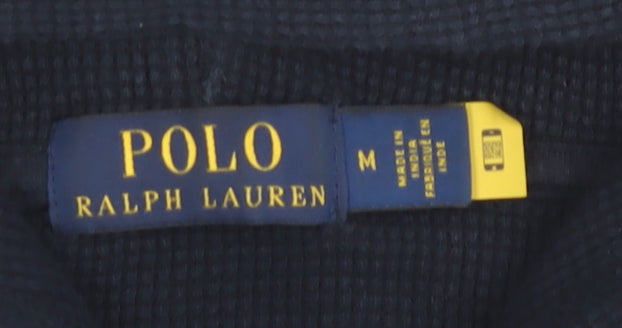 POLO
RALPH LAUREN
M
MADE IN
INDIA
FABRIQUÉ EN
INDE